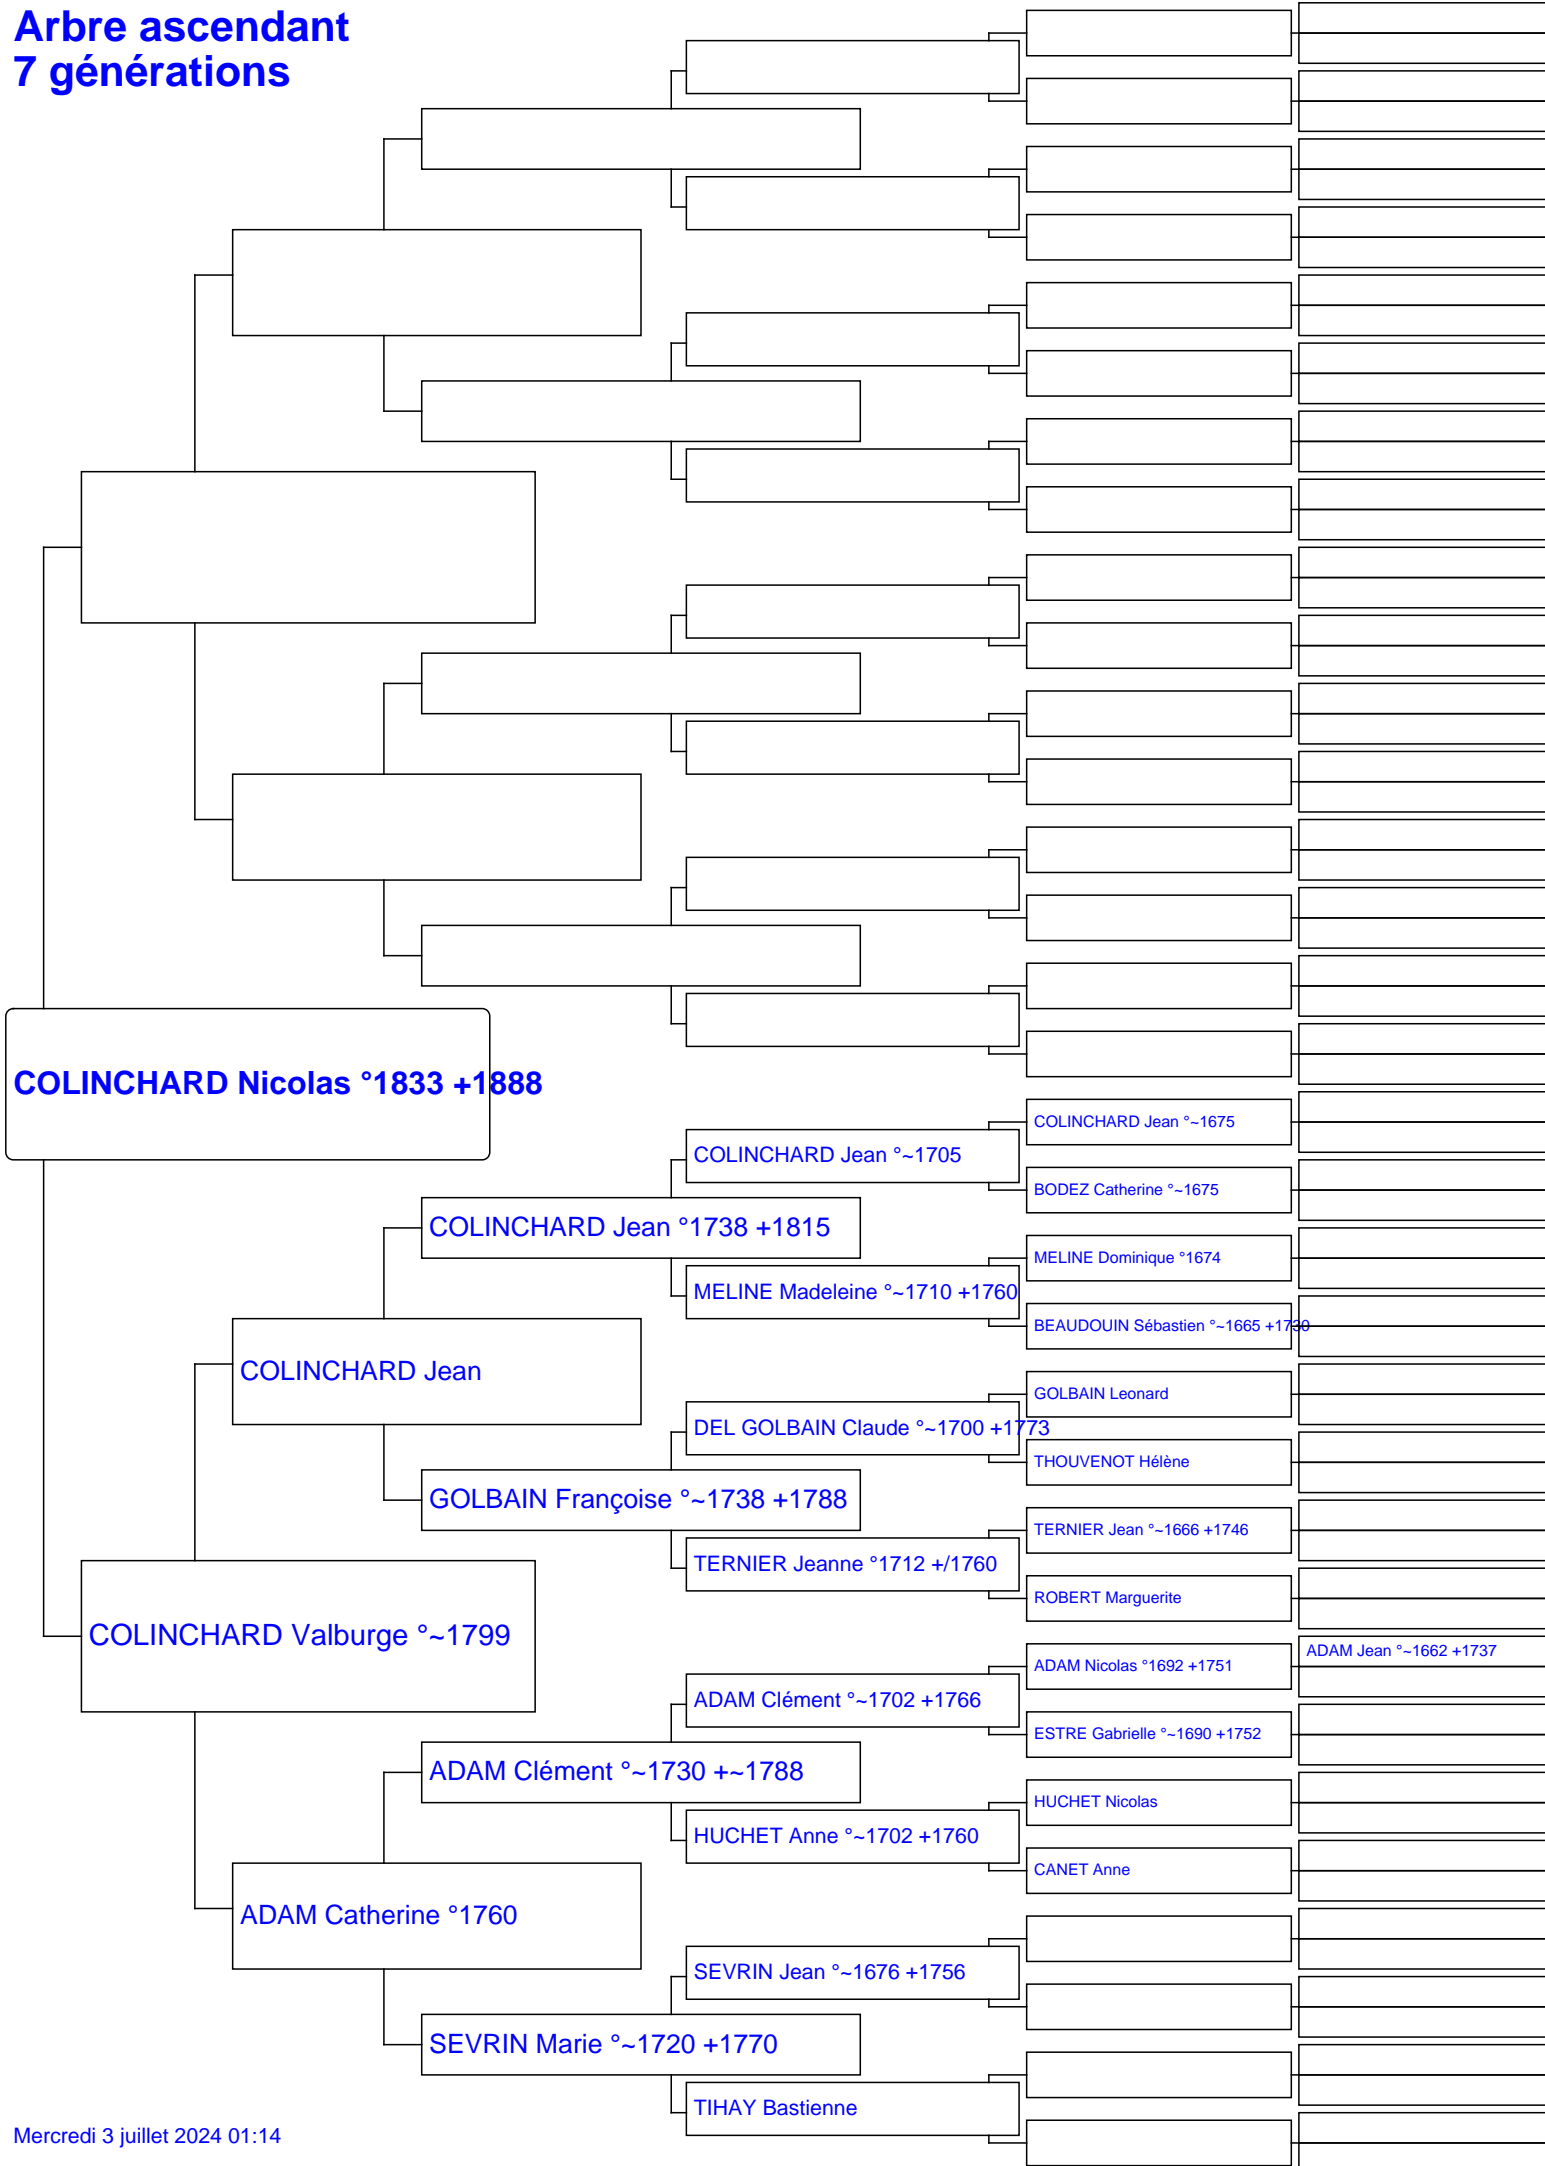 Arbre ascendant
7 générations
COLINCHARD Nicolas °1833 +1888
COLINCHARD Jean °~1675
COLINCHARD Jean °~1705
BODEZ Catherine °~1675
COLINCHARD Jean °1738 +1815
MELINE Dominique °1674
MELINE Madeleine °~1710 +1760
BEAUDOUIN Sébastien °~1665 +1730
COLINCHARD Jean
GOLBAIN Leonard
DEL GOLBAIN Claude °~1700 +1773
THOUVENOT Hélène
GOLBAIN Françoise °~1738 +1788
TERNIER Jean °~1666 +1746
TERNIER Jeanne °1712 +/1760
ROBERT Marguerite
COLINCHARD Valburge °~1799
ADAM Jean °~1662 +1737
ADAM Nicolas °1692 +1751
ADAM Clément °~1702 +1766
ESTRE Gabrielle °~1690 +1752
ADAM Clément °~1730 +~1788
HUCHET Nicolas
HUCHET Anne °~1702 +1760
CANET Anne
ADAM Catherine °1760
SEVRIN Jean °~1676 +1756
SEVRIN Marie °~1720 +1770
TIHAY Bastienne
Mercredi 3 juillet 2024 01:14